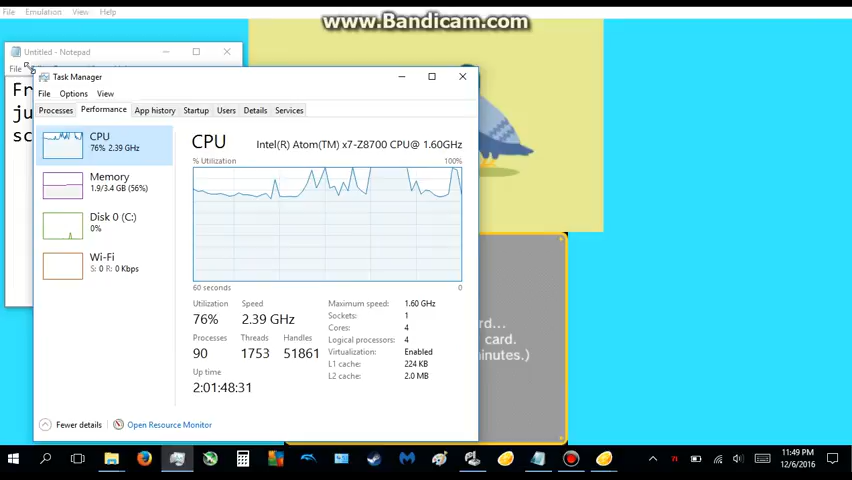 www.Bandicam.com
File Emulation View Help
Untitled - Notepad
File
Fr
ju
sc
Task Manager
File Options View
Processes Performance App history Startup Users Details Services
CPU
76% 2.39 GHz
Memory
1.9/3.4 GB (56%)
Disk 0 (C:)
0%
Wi-Fi
S: 0 R: 0 Kbps
CPU Intel(R) Atom(TM) x7-Z8700 CPU@ 1.60GHz
% Utilization 100%
60 seconds 0
Utilization Speed
76% 2.39 GHz
Processes Threads Handles
90 1753 51861
Up time
2:01:48:31
Maximum speed: 1.60 GHz
Sockets: 1
Cores: 4
Logical processors: 4
Virtualization: Enabled
L1 cache: 224 KB
L2 cache: 2.0 MB
Fewer details Open Resource Monitor
rd...
card.
minutes.)
11:49 PM
12/6/2016